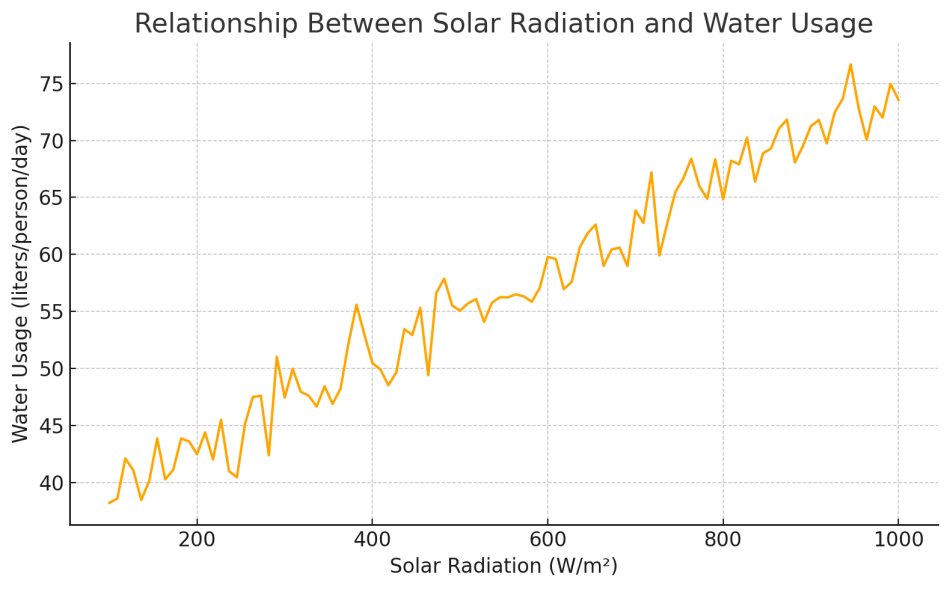 Relationship Between Solar Radiation and Water Usage
Water Usage (liters/person/day)
75
70
65
60
55
50
45
40
200 400 600 800 1000
Solar Radiation (W/m²)